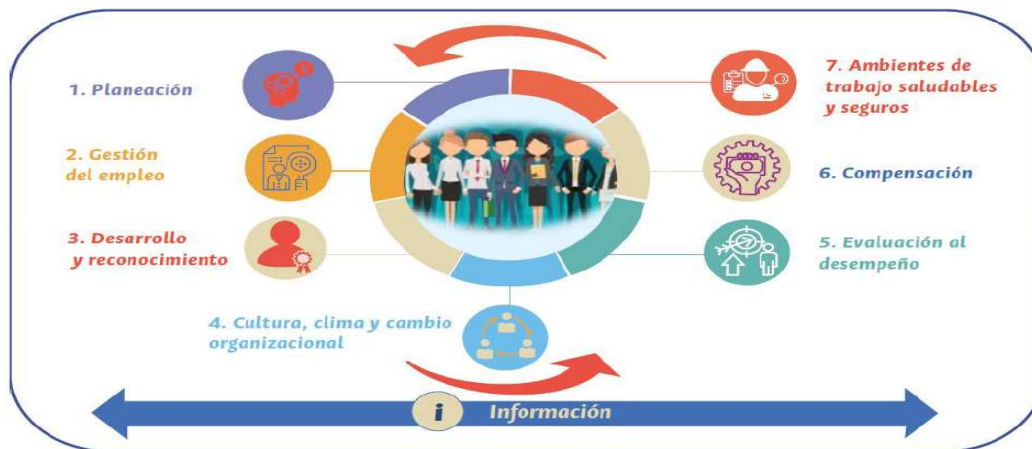 1. Planeación
2. Gestión
del empleo
3. Desarrollo
y reconocimiento
4. Cultura, clima y cambio
organizacional
5. Evaluación al
desempeño
6. Compensación
7. Ambientes de
trabajo saludables
y seguros
i Información